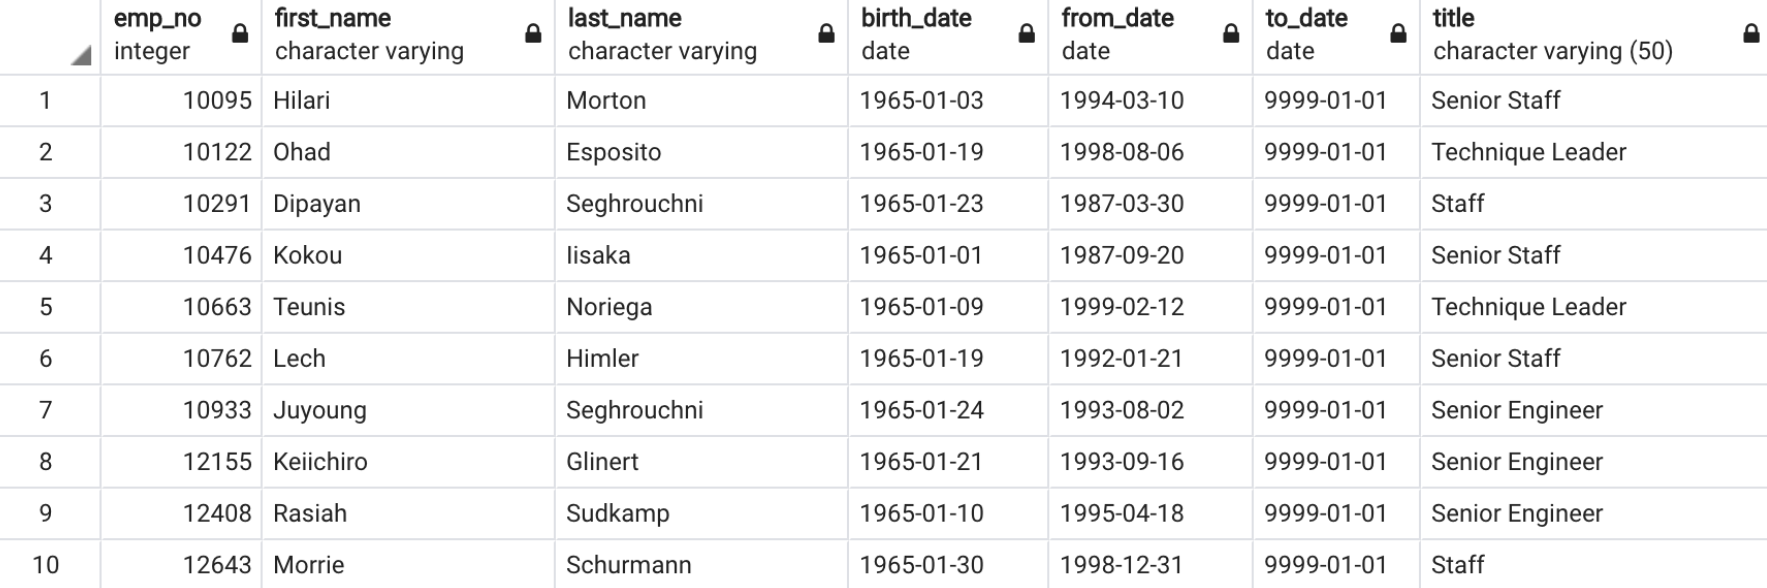 emp_no first_name last_name birth_date from_date to_date title
integer character varying character varying date date date character varying (50)
1 10095 Hilari Morton 1965-01-03 1994-03-10 9999-01-01 Senior Staff
2 10122 Ohad Esposito 1965-01-19 1998-08-06 9999-01-01 Technique Leader
3 10291 Dipayan Seghrouchni 1965-01-23 1987-03-30 9999-01-01 Staff
4 10476 Kokou Iisaka 1965-01-01 1987-09-20 9999-01-01 Senior Staff
5 10663 Teunis Noriega 1965-01-09 1999-02-12 9999-01-01 Technique Leader
6 10762 Lech Himler 1965-01-19 1992-01-21 9999-01-01 Senior Staff
7 10933 Juyoung Seghrouchni 1965-01-24 1993-08-02 9999-01-01 Senior Engineer
8 12155 Keiichiro Glinert 1965-01-21 1993-09-16 9999-01-01 Senior Engineer
9 12408 Rasiah Sudkamp 1965-01-10 1995-04-18 9999-01-01 Senior Engineer
10 12643 Morrie Schurmann 1965-01-30 1998-12-31 9999-01-01 Staff